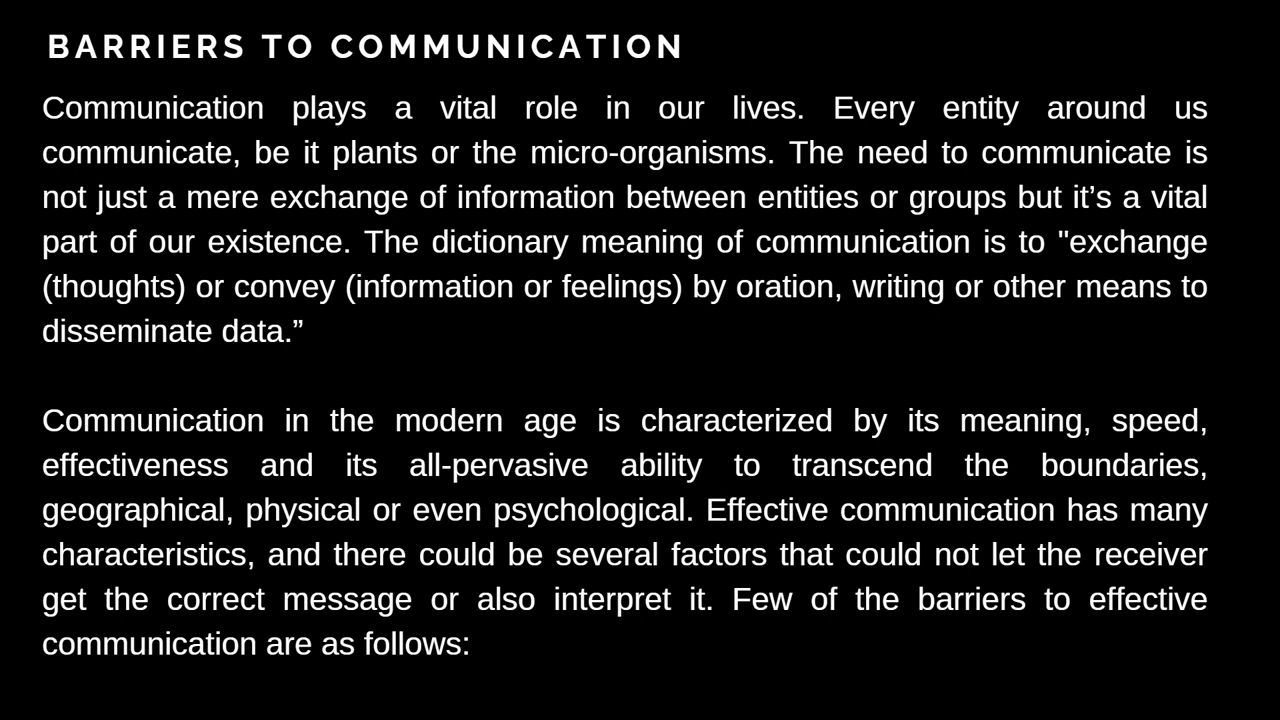 BARRIERS TO COMMUNICATION
Communication plays a vital role in our lives. Every entity around us
communicate, be it plants or the micro-organisms. The need to communicate is
not just a mere exchange of information between entities or groups but it’s a vital
part of our existence. The dictionary meaning of communication is to "exchange
(thoughts) or convey (information or feelings) by oration, writing or other means to
disseminate data.”
Communication in the modern age is characterized by its meaning, speed,
effectiveness and its all-pervasive ability to transcend the boundaries,
geographical, physical or even psychological. Effective communication has many
characteristics, and there could be several factors that could not let the receiver
get the correct message or also interpret it. Few of the barriers to effective
communication are as follows: